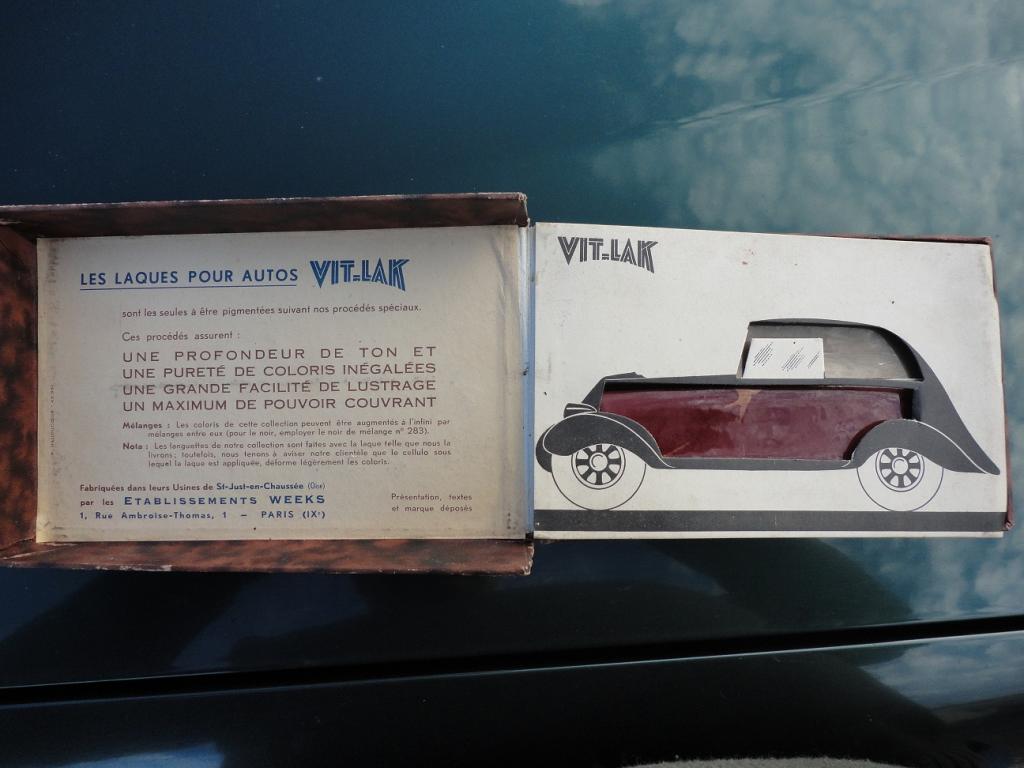 LES LAQUES POUR AUTOS VIT-LAK
sont les seules à être pigmentées suivant nos procédés spéciaux.
Ces procédés assurent :
UNE PROFONDEUR DE TON ET
UNE PURETÉ DE COLORIS INÉGALÉES
UNE GRANDE FACILITÉ DE LUSTRAGE
UN MAXIMUM DE POUVOIR COUVRANT
Mélanges : Les coloris de cette collection peuvent être augmentés à l'infini par
mélanges entre eux (pour le noir, employer le noir de mélange n° 283).
Nota : Les languettes de notre collection sont faites avec la laque telle que nous la
livrons; toutefois, nous tenons à aviser notre clientèle que le cellulo sous
lequel la laque est appliquée, déforme légèrement les coloris.
Fabriquées dans leurs Usines de St-Just-en-Chaussée (Oise)
par les ETABLISSEMENTS WEEKS
1, Rue Ambroise-Thomas, 1 — PARIS (IXe)
Présentation, textes
et marque déposés
VIT-LAK